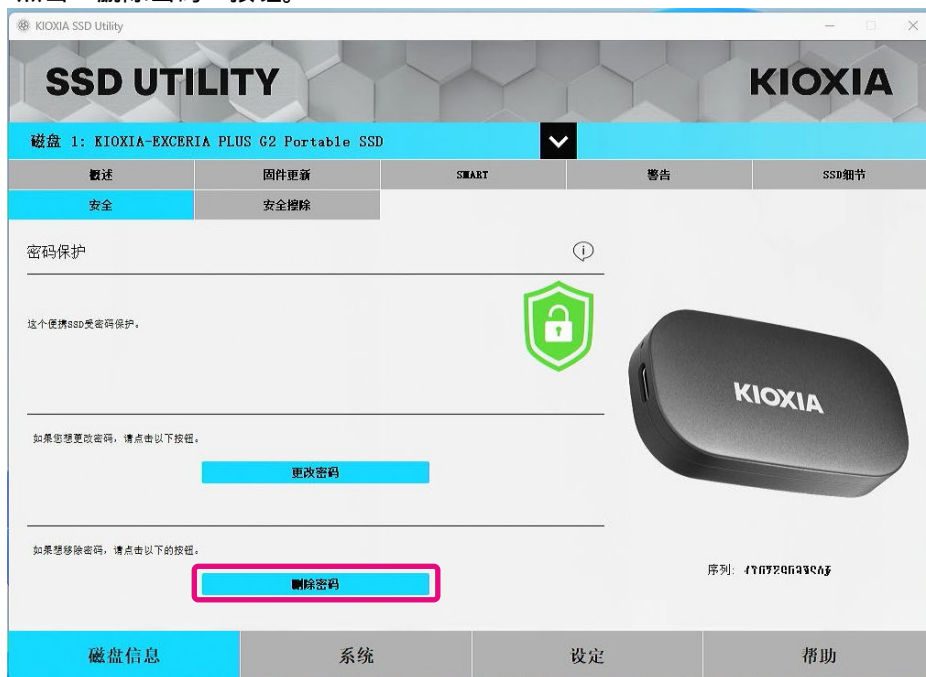 KIOXIA SSD Utility
SSD UTILITY
KIOXIA
磁盘 1: KIOXIA-EXCERIA PLUS G2 Portable SSD
概述 固件更新 SMART 警告 SSD细节
安全 安全擦除
密码保护
这个便携SSD受密码保护。
KIOXIA
如果您想更改密码，请点击以下按钮。
更改密码
如果想移除密码，请点击以下的按钮。
删除密码
序列:
磁盘信息 系统 设定 帮助